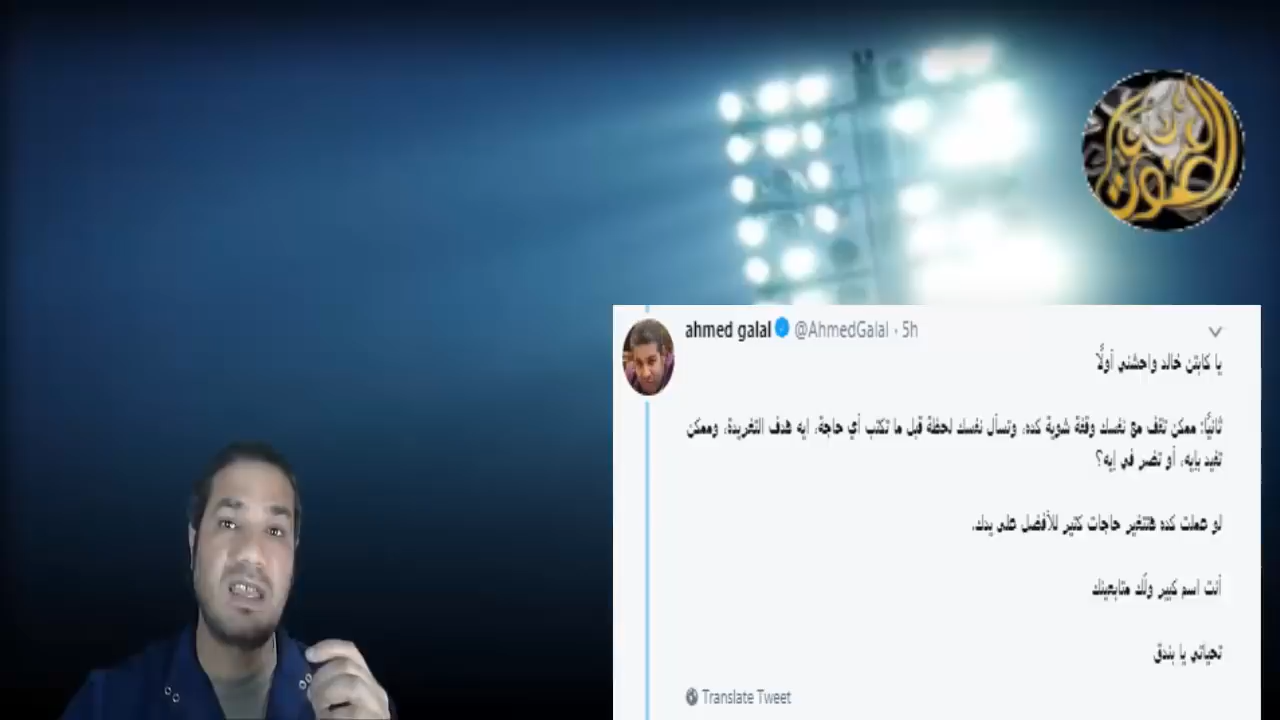 ahmed galal @AhmedGalal · 5h
يا كابتن خالد واحشني أولًا
ثانيًا: ممكن تقف مع نفسك وقفة شوية كده، وتسأل نفسك لحظة قبل ما تكتب أي حاجة، ايه هدف التغريدة، وممكن
تفيد بإيه، أو تضر في إيه؟
لو عملت كده هتتغير حاجات كتير للأفضل على يدك.
أنت اسم كبير ولك متابعينك
تحياتي يا بندق
Translate Tweet